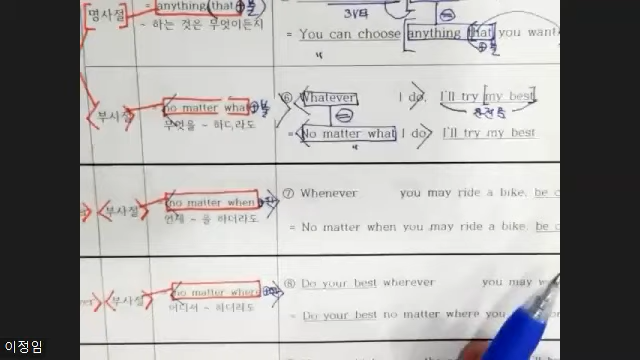 명사절 = anything that+불
- 하는 것은 무엇이든지
3V피
⊜
= You can choose anything that you want
+불
"
부사절
no matter what+불
무엇을 - 하더라도
⑥ Whatever I do, I'll try my best
⊜
= No matter what I do, I'll try my best
"
부사절
= no matter when
언제 - 을 하더라도
⑦ Whenever you may ride a bike, be
= No matter when you may ride a bike, be
부사절
= no matter where
어디서 - 하더라도
⑧ Do your best wherever you may
= Do your best no matter where you
이정임